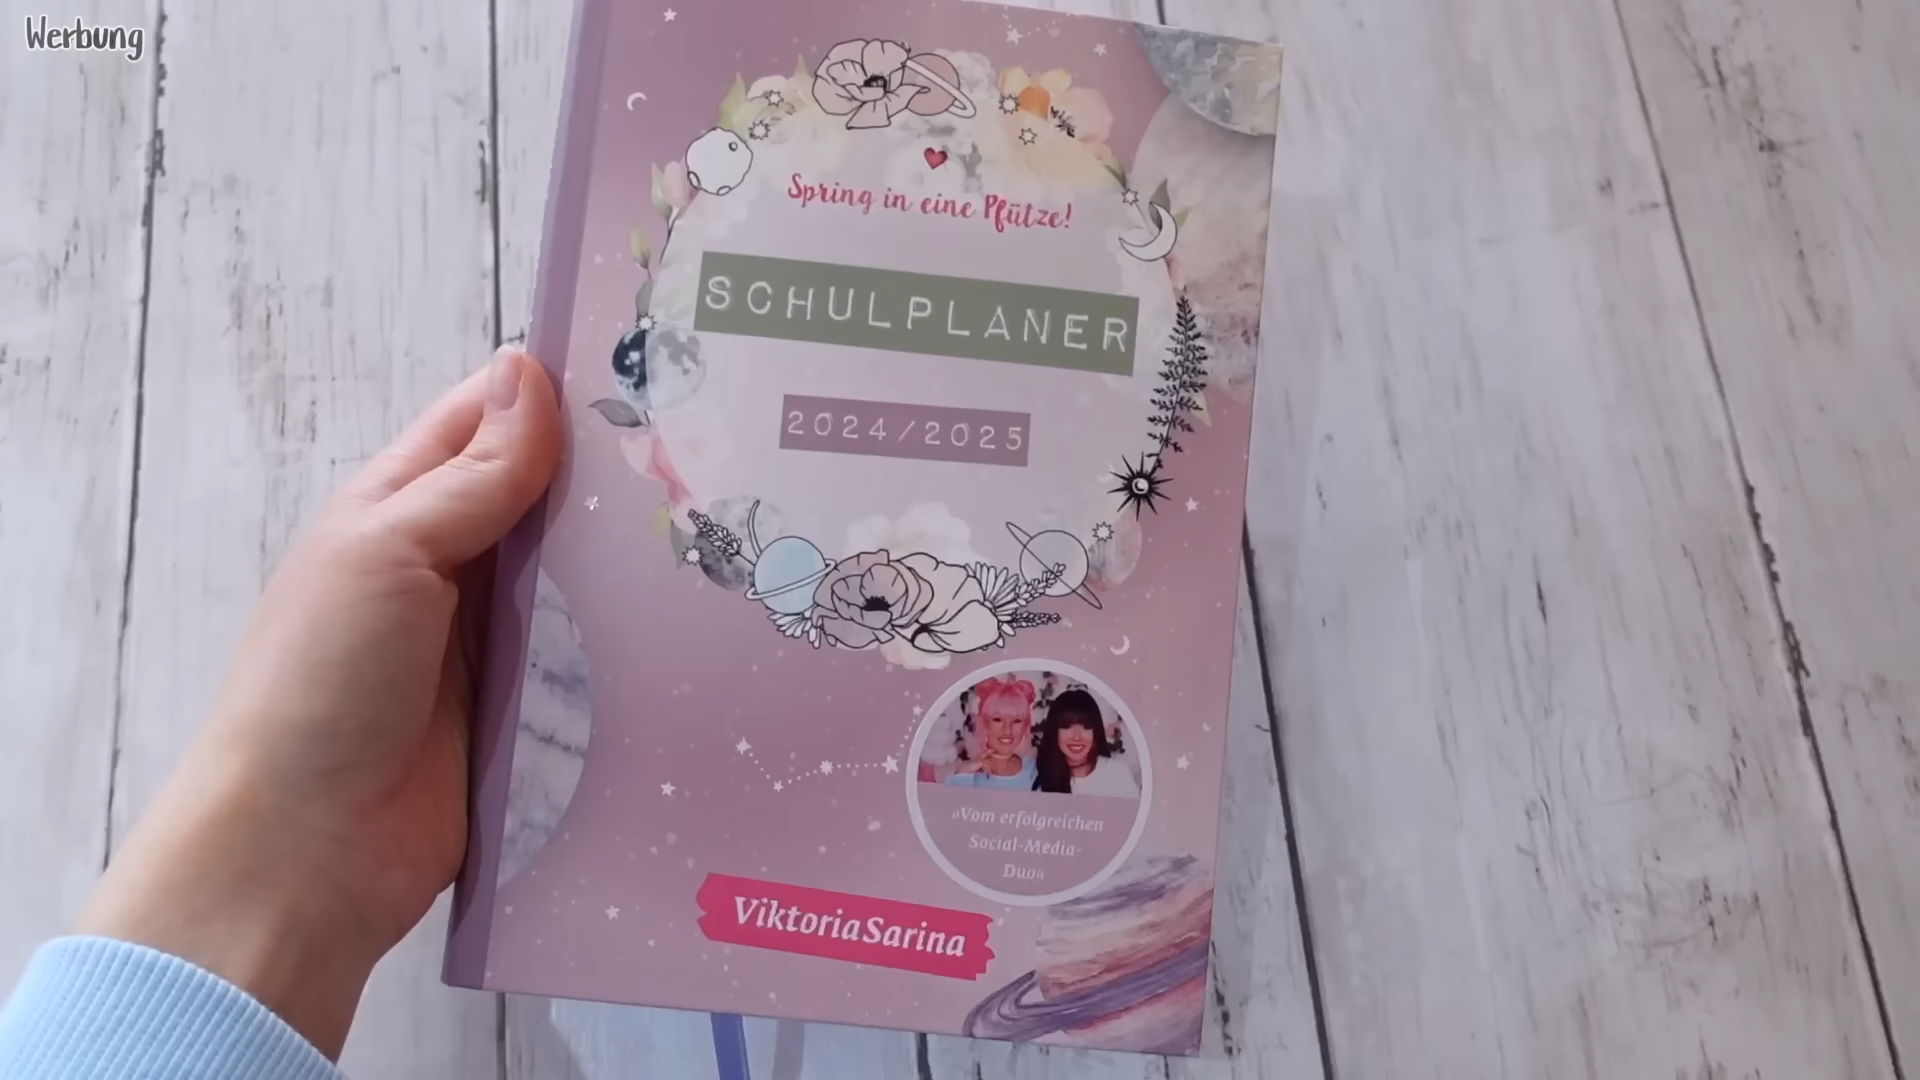 Werbung
Spring in eine Pfütze!
SCHULPLANER
2024/2025
»Vom erfolgreichen
Social-Media-
Duo«
ViktoriaSarina